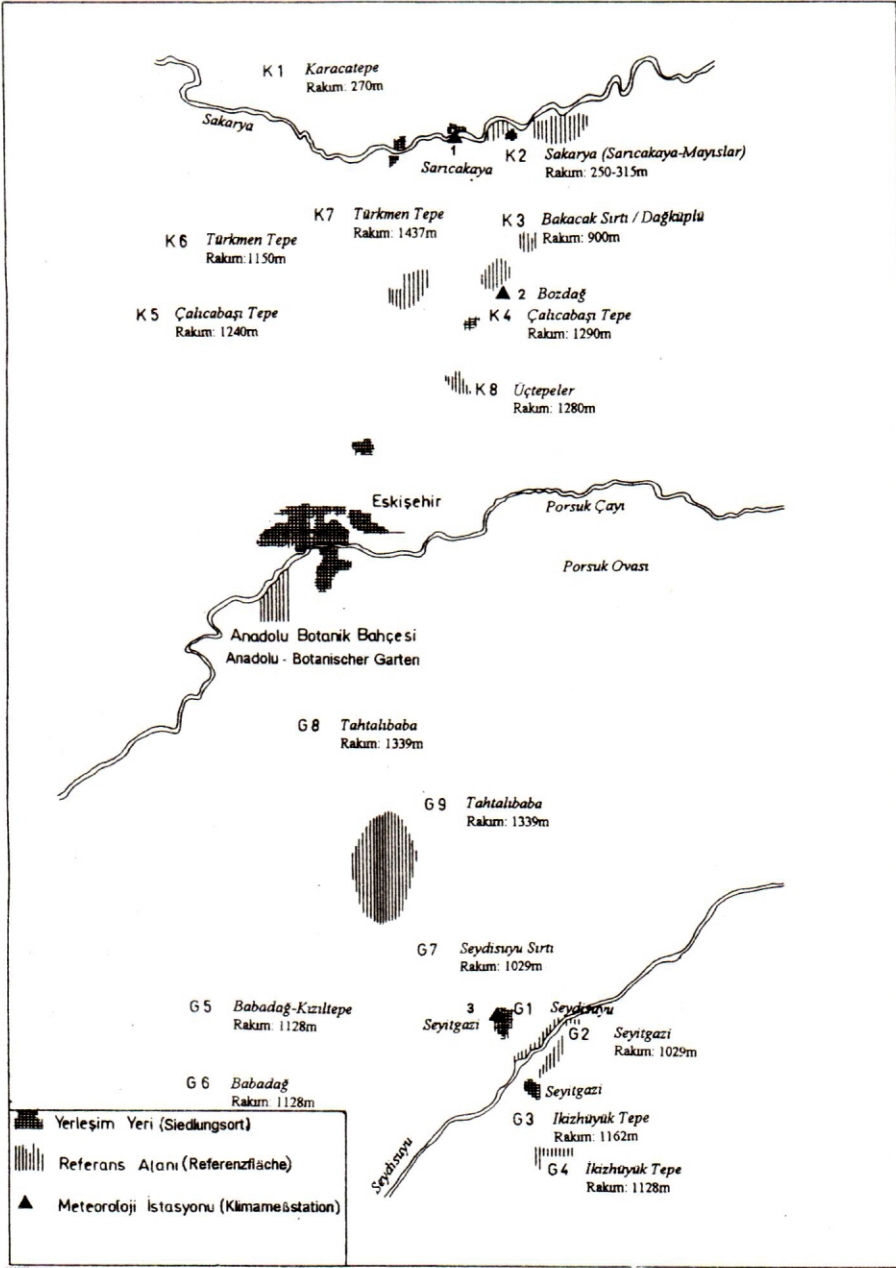 K 1 Karacatepe
Rakım: 270m
Sakarya
1
Sarıcakaya
K 2 Sakarya (Sarıcakaya-Mayıslar)
Rakım: 250-315m
K 7 Türkmen Tepe
Rakım: 1437m
K 3 Bakacak Sırtı / Dağküplü
Rakım: 900m
K 6 Türkmen Tepe
Rakım:1150m
2 Bozdağ
K 5 Çalıcabaşı Tepe
Rakım: 1240m
K 4 Çalıcabaşı Tepe
Rakım: 1290m
K 8 Üçtepeler
Rakım: 1280m
Eskişehir
Porsuk Çayı
Porsuk Ovası
Anadolu Botanik Bahçesi
Anadolu - Botanischer Garten
G 8 Tahtalıbaba
Rakım: 1339m
G 9 Tahtalıbaba
Rakım: 1339m
G 7 Seydisuyu Sırtı
Rakım: 1029m
G 5 Babadağ-Kızıltepe
Rakım: 1128m
3
Seyitgazi
G1 Seydisuyu
G 2 Seyitgazi
Rakım: 1029m
G 6 Babadağ
Rakım: 1128m
Seyitgazi
G 3 Ikizhüyük Tepe
Rakım: 1162m
G 4 İkizhüyük Tepe
Rakım: 1128m
Seydisuyu
Yerleşim Yeri (Siedlungsort)
Referans Alanı (Referenzfläche)
Meteoroloji İstasyonu (Klimameßstation)